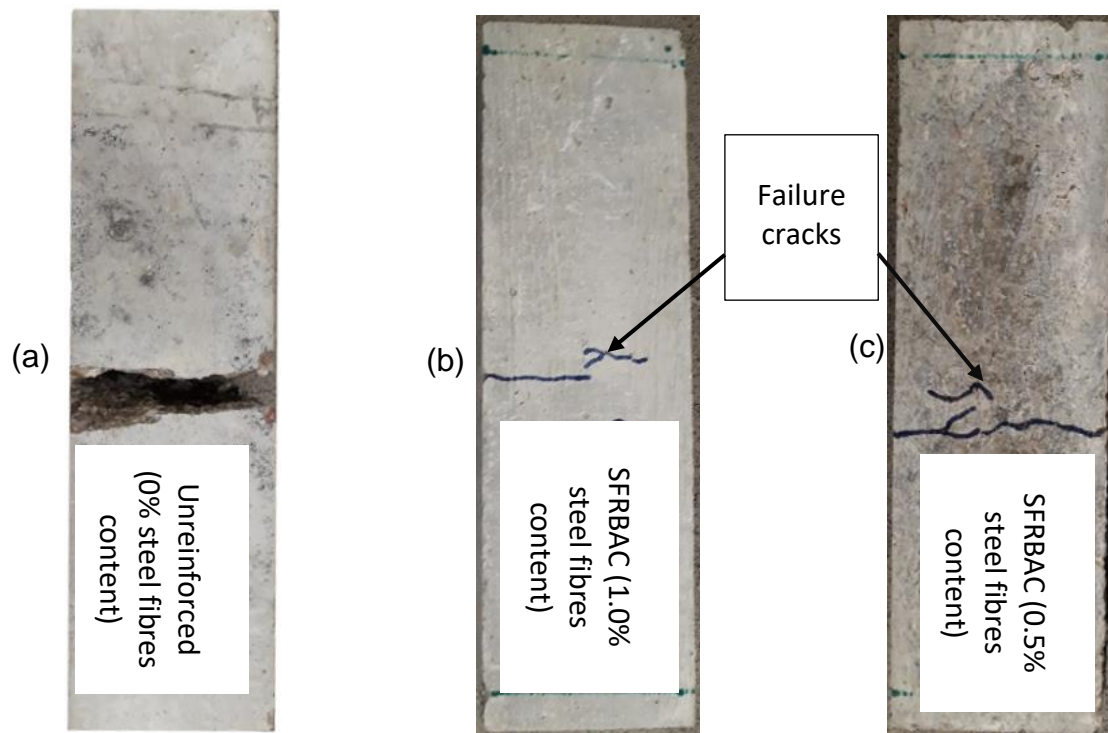 (a)
Unreinforced
(0% steel fibres
content)
(b)
SFRBAC (1.0%
steel fibres
content)
Failure
cracks
(c)
SFRBAC (0.5%
steel fibres
content)